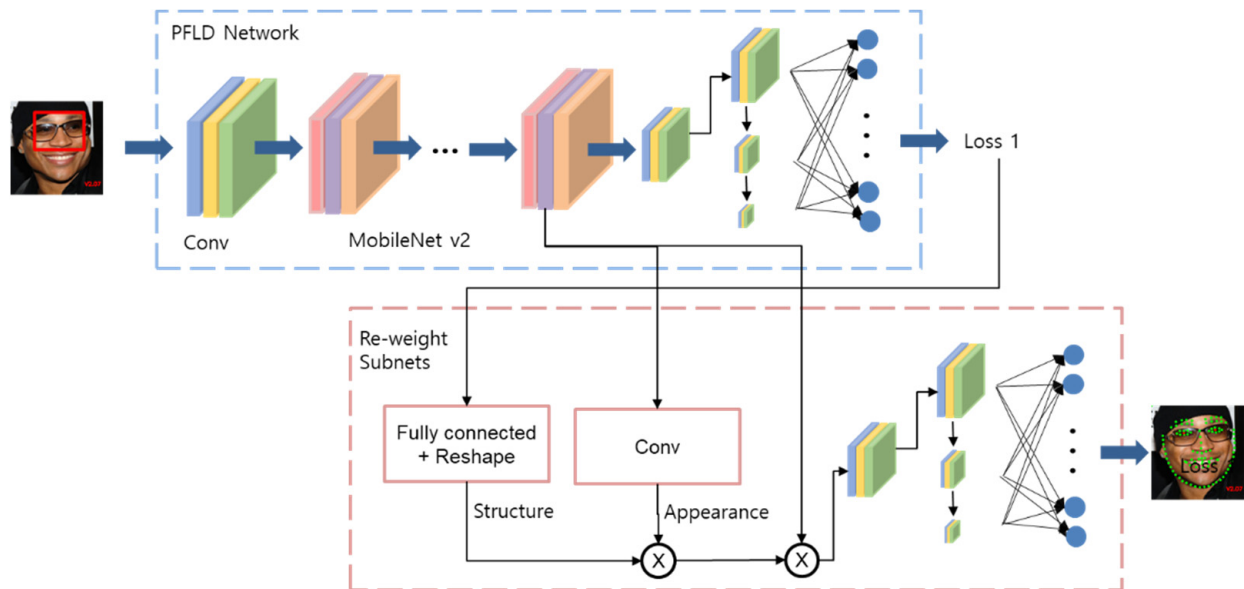 PFLD Network
Conv
MobileNet v2
...
Loss 1
Re-weight
Subnets
Fully connected
+ Reshape
Conv
Structure
Appearance
X
X
Loss